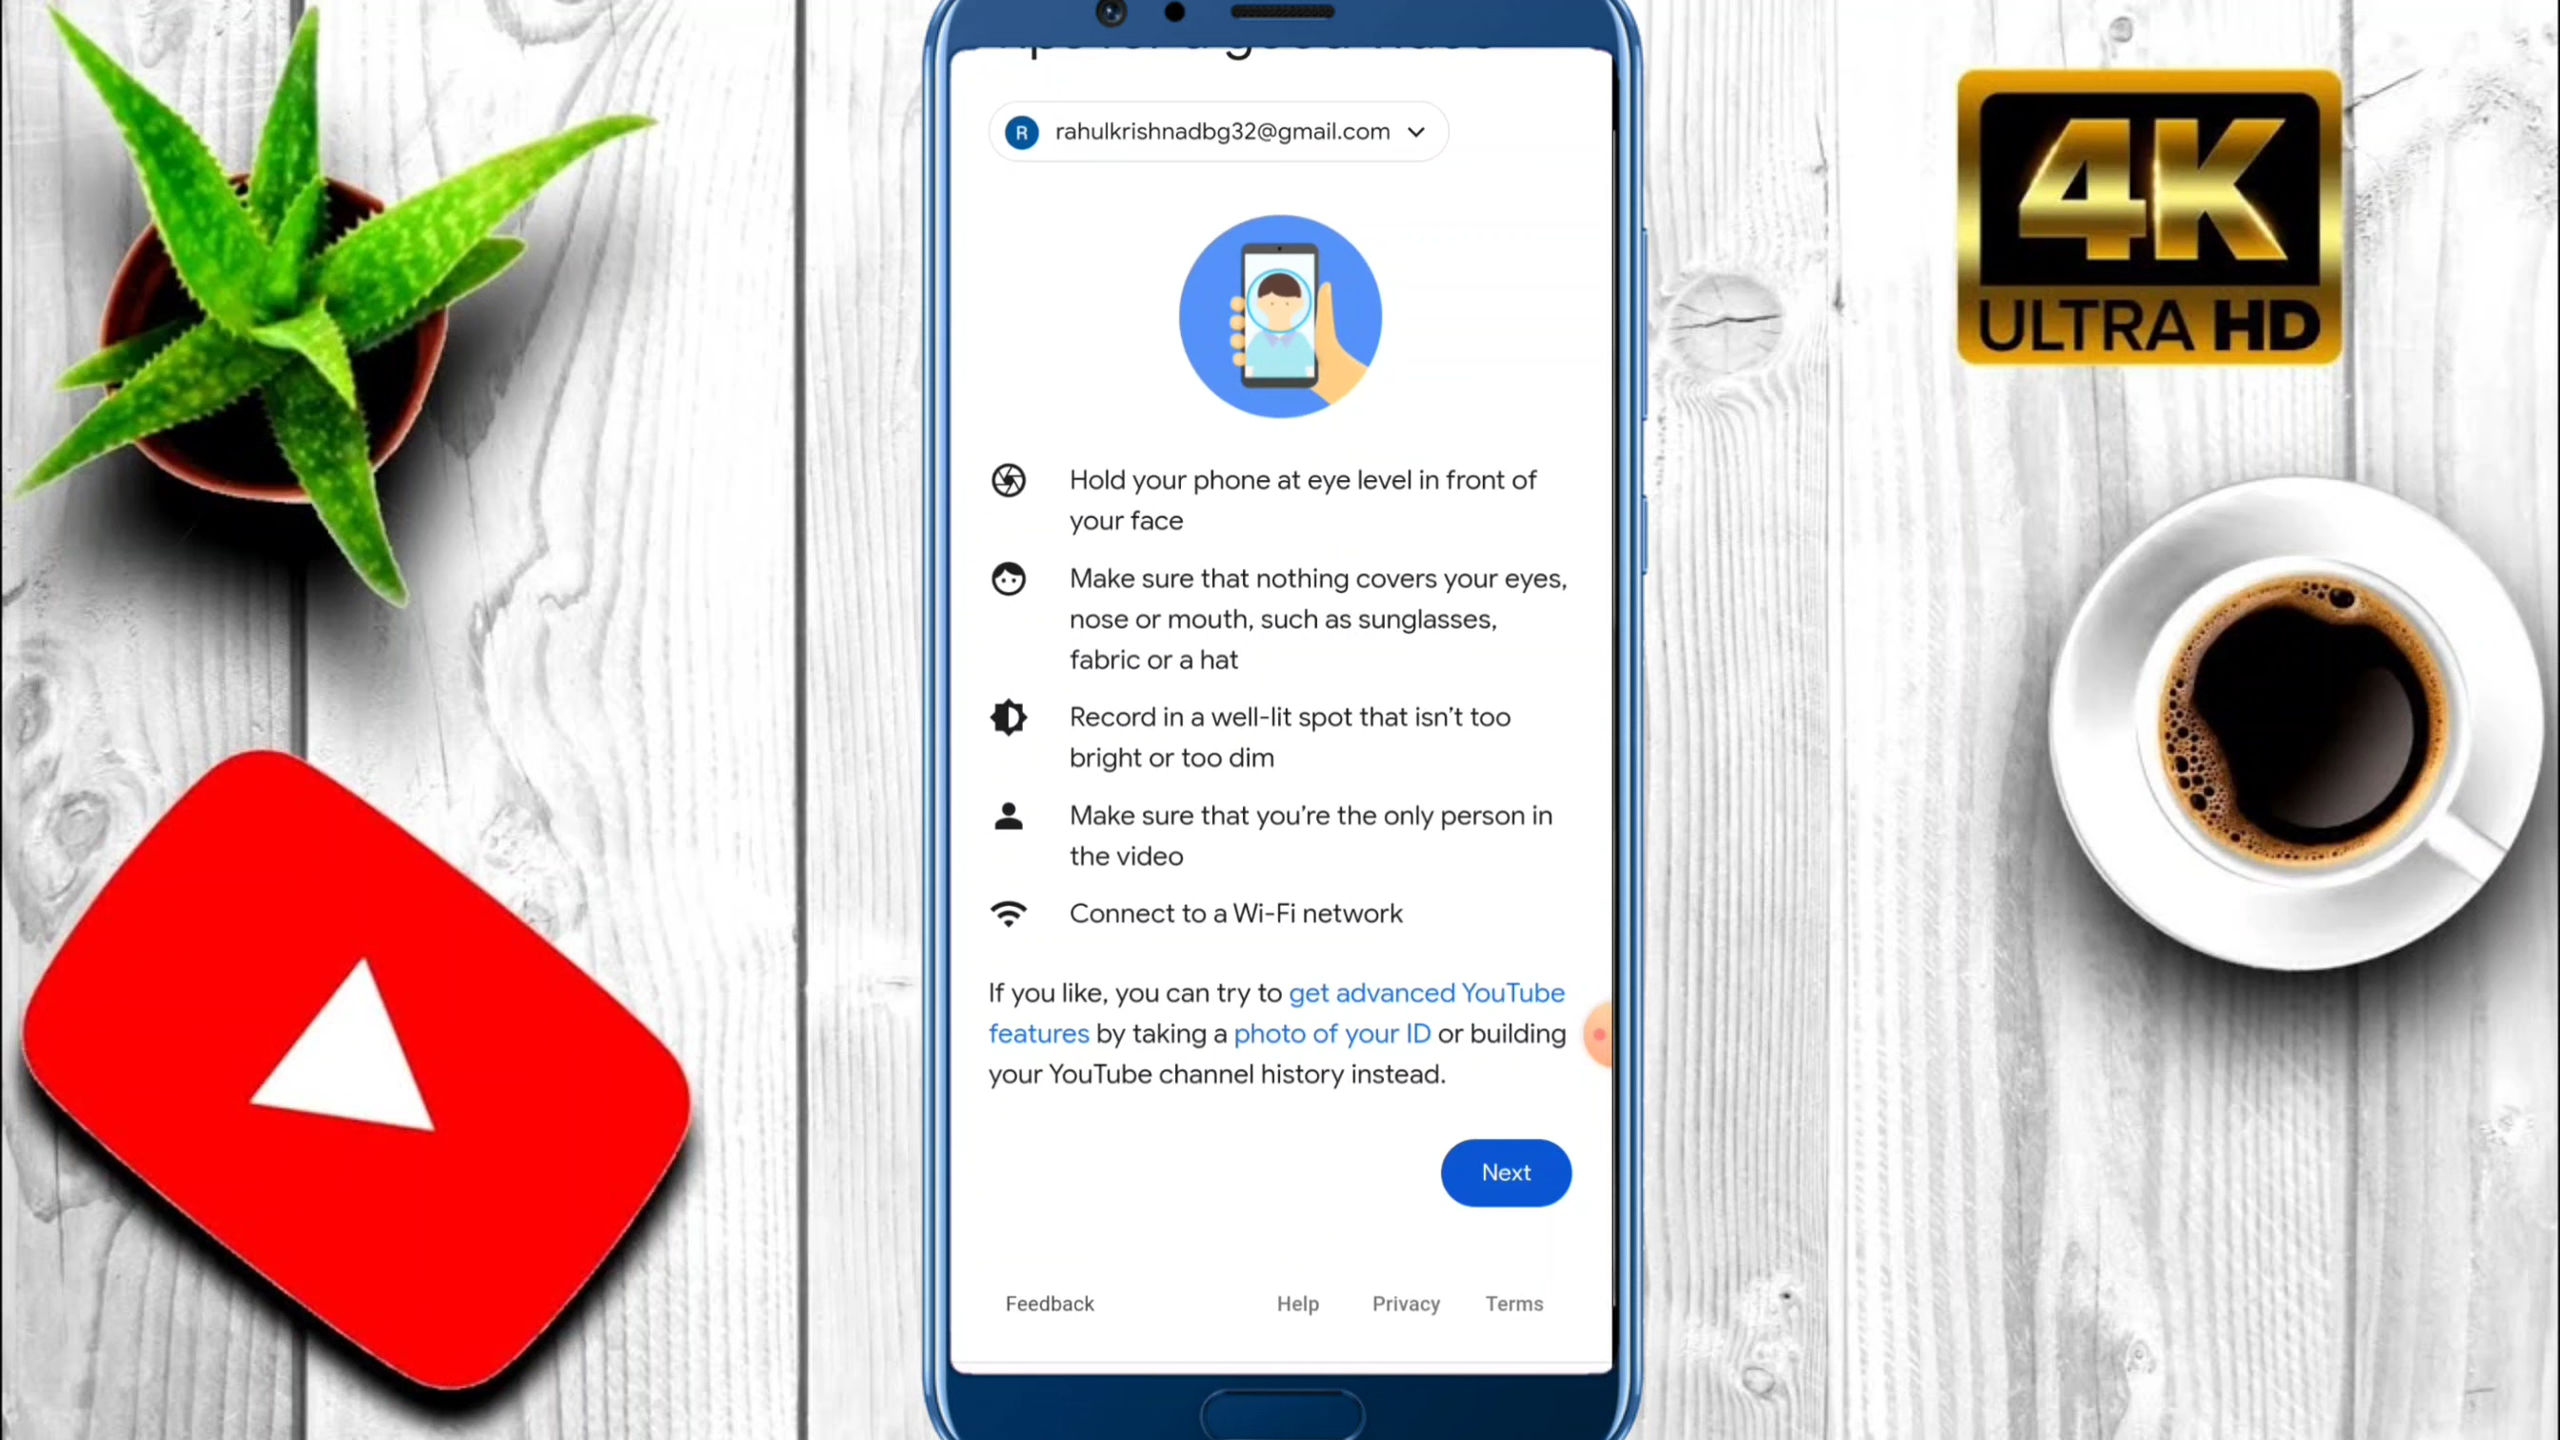 R rahulkrishnadbg32@gmail.com
Hold your phone at eye level in front of
your face
Make sure that nothing covers your eyes,
nose or mouth, such as sunglasses,
fabric or a hat
Record in a well-lit spot that isn't too
bright or too dim
Make sure that you're the only person in
the video
Connect to a Wi-Fi network
If you like, you can try to get advanced YouTube
features by taking a photo of your ID or building
your YouTube channel history instead.
Next
Feedback Help Privacy Terms
4K
ULTRA HD